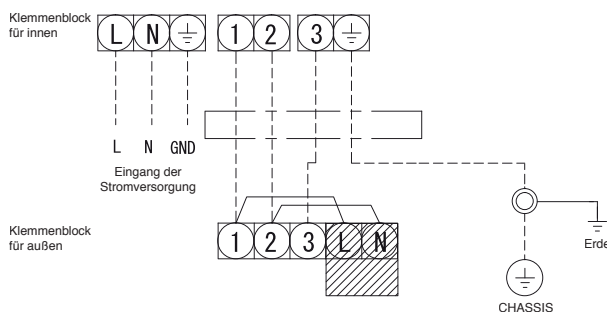 Klemmenblock
für innen
L N 1 2 3
L N GND
Eingang der
Stromversorgung
Klemmenblock
für außen
1 2 3 L N
Erde
CHASSIS